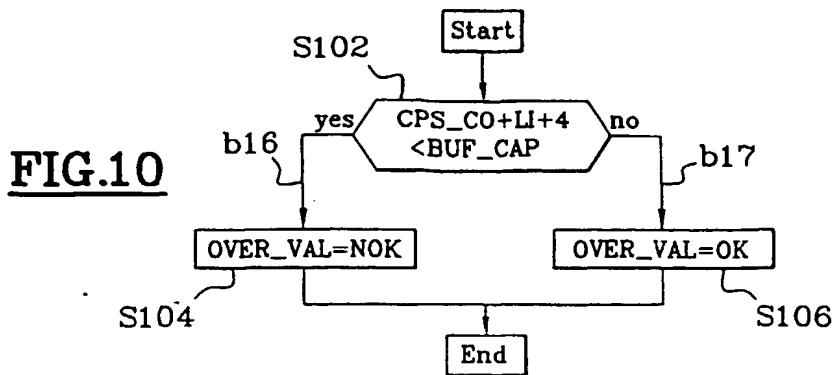 Start
S102
yes
CPS_CO+LI+4
<BUF_CAP
no
b16
b17
FIG.10
OVER_VAL=NOK
OVER_VAL=OK
S104
S106
End